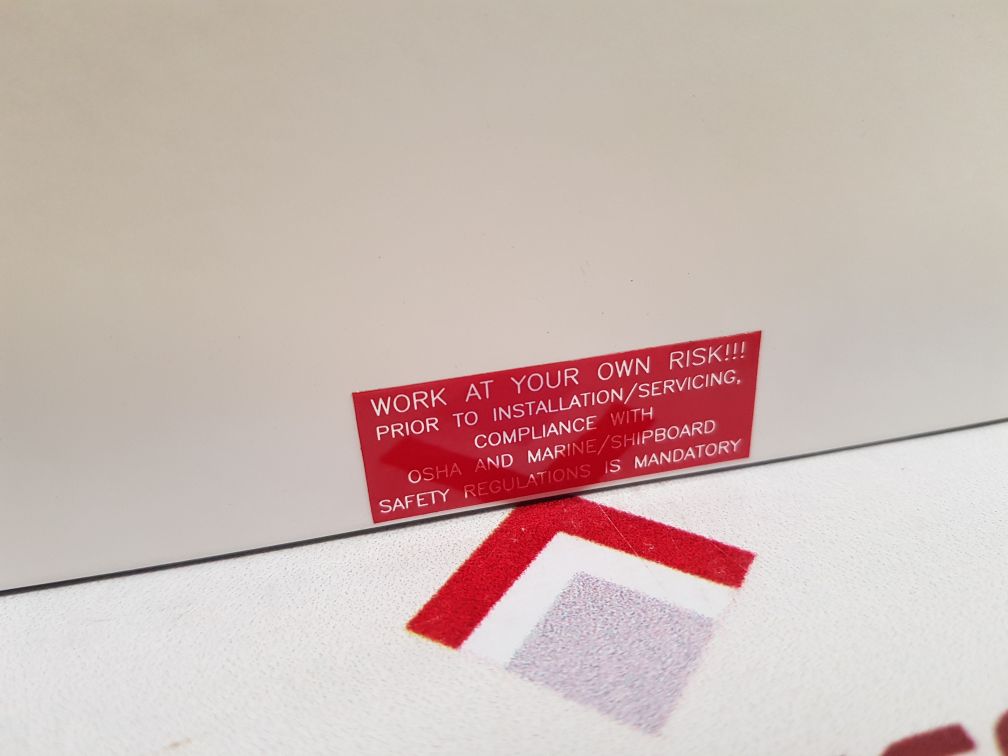 WORK AT YOUR OWN RISK!!!
PRIOR TO INSTALLATION/SERVICING,
COMPLIANCE WITH
OSHA AND MARINE/SHIPBOARD
SAFETY REGULATIONS IS MANDATORY